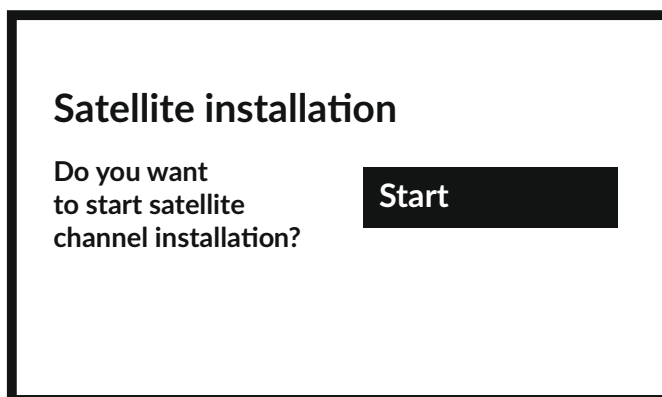 Satellite installation
Do you want
to start satellite
channel installation?
Start